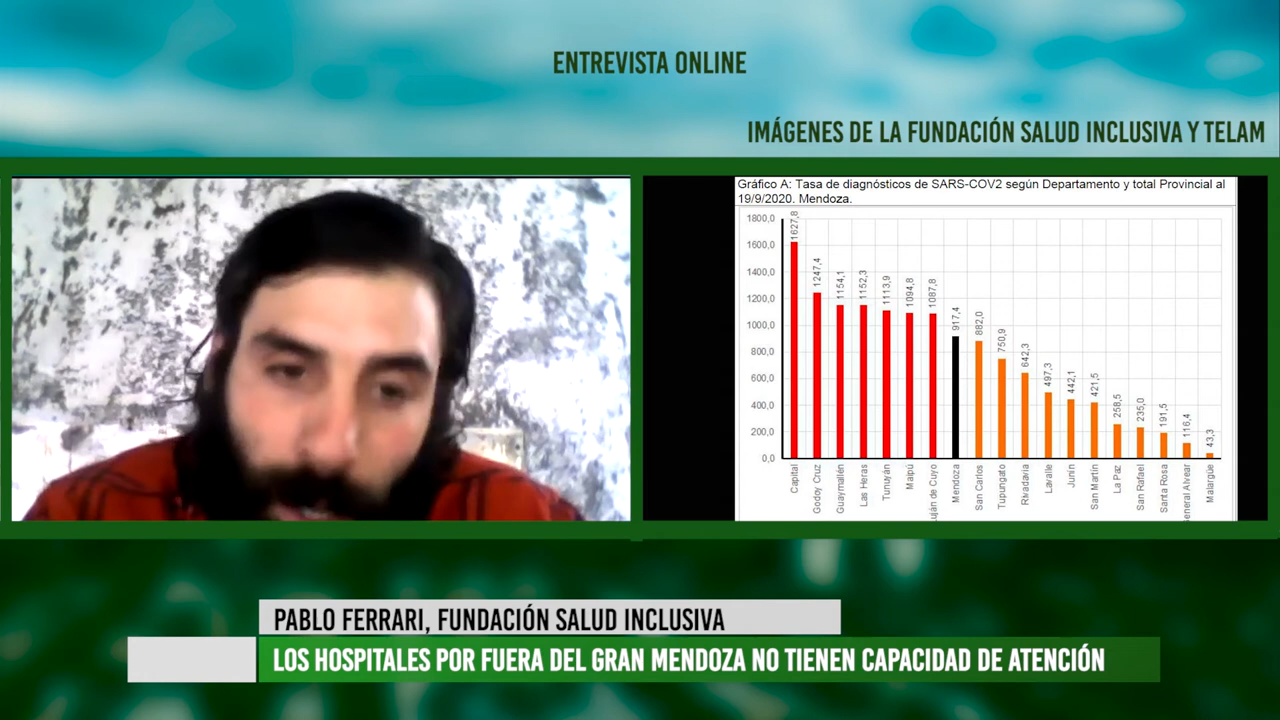 ENTREVISTA ONLINE
IMÁGENES DE LA FUNDACIÓN SALUD INCLUSIVA Y TELAM
Gráfico A: Tasa de diagnósticos de SARS-COV2 según Departamento y total Provincial al
19/9/2020. Mendoza.
1800,0
1600,0
1400,0
1200,0
1000,0
800,0
600,0
400,0
200,0
0,0
1627,8
1247,4
1154,1
1152,3
1113,9
1094,8
1087,8
917,4
882,0
750,9
642,3
497,3
442,1
421,5
258,5
235,0
191,5
116,4
43,3
Capital
Godoy Cruz
Guaymallén
Las Heras
Tunuyán
Maipú
uján de Cuyo
Mendoza
San Carlos
Tupungato
Rivadavia
Lavalle
Junín
San Martín
La Paz
San Rafael
Santa Rosa
eneral Alvear
Malargüe
PABLO FERRARI, FUNDACIÓN SALUD INCLUSIVA
LOS HOSPITALES POR FUERA DEL GRAN MENDOZA NO TIENEN CAPACIDAD DE ATENCIÓN